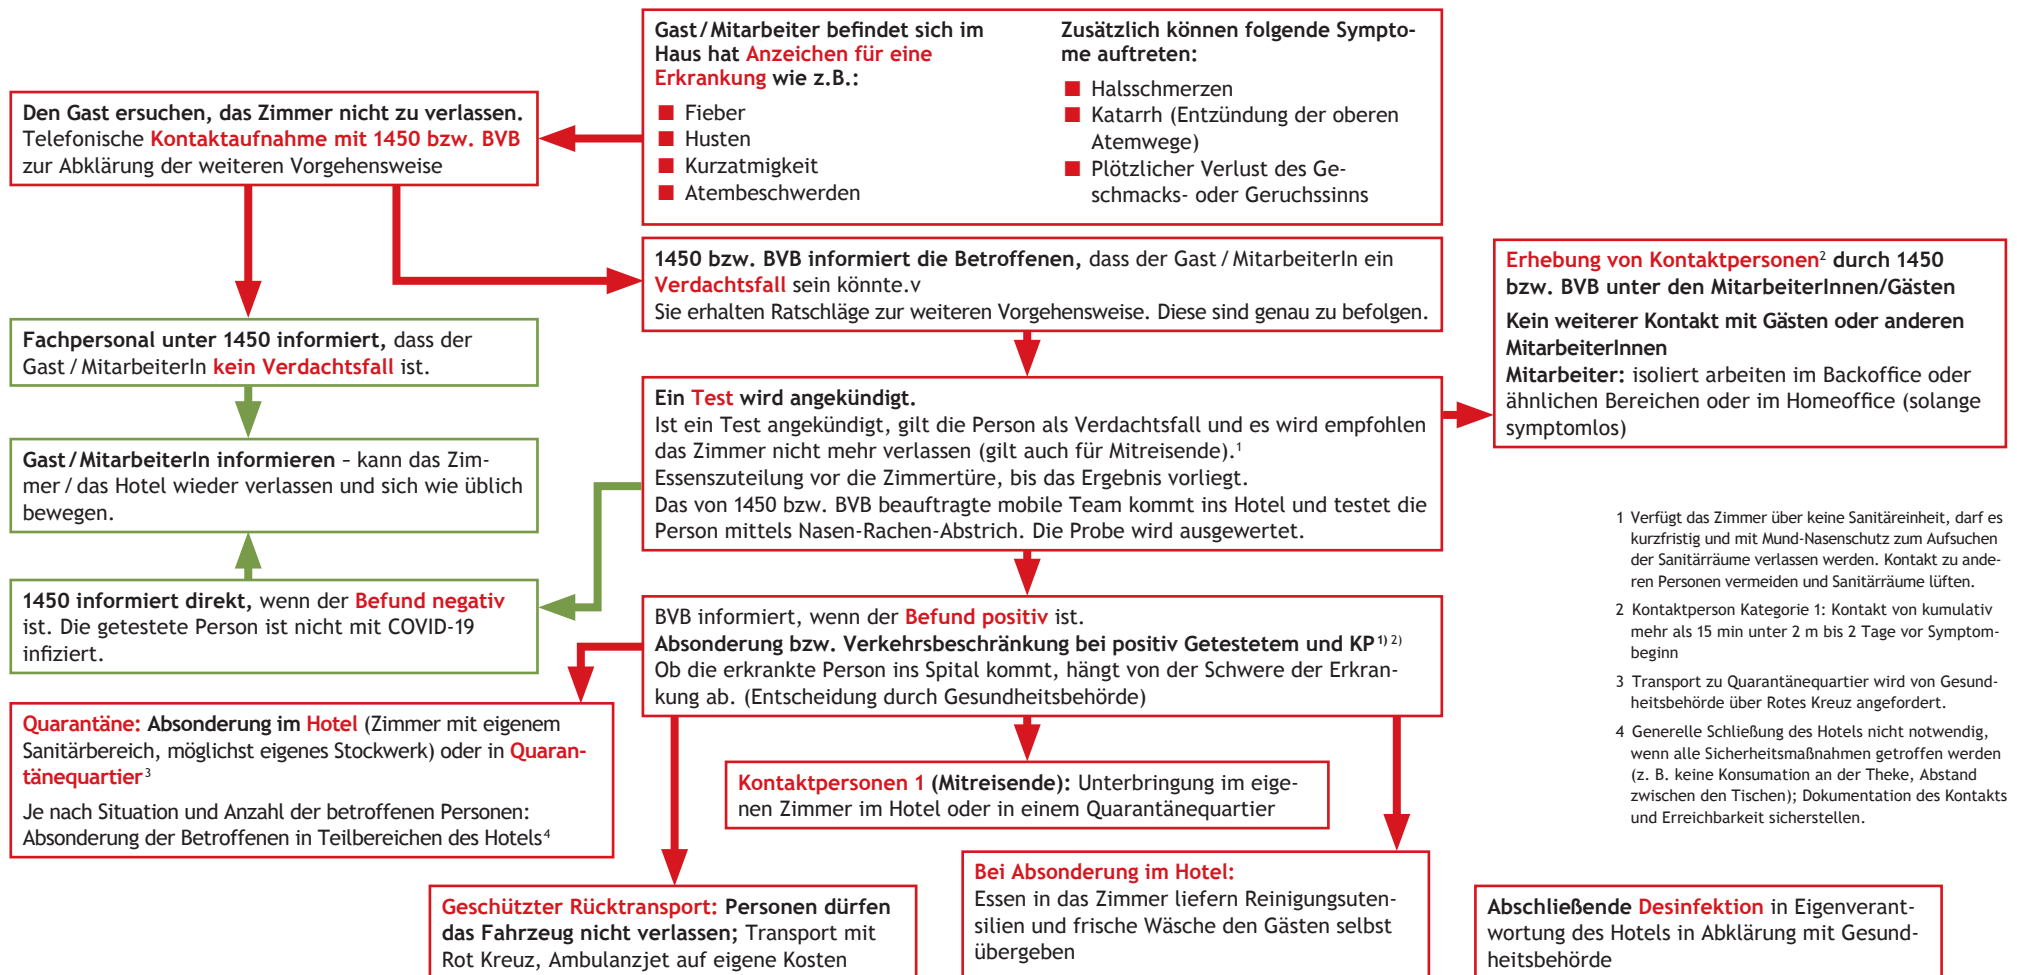 Gast / Mitarbeiter befindet sich im
Haus hat Anzeichen für eine
Erkrankung wie z.B.:
■ Fieber
■ Husten
■ Kurzatmigkeit
■ Atembeschwerden
Zusätzlich können folgende Sympto-
me auftreten:
■ Halsschmerzen
■ Katarrh (Entzündung der oberen
Atemwege)
■ Plötzlicher Verlust des Ge-
schmacks- oder Geruchssinns
Den Gast ersuchen, das Zimmer nicht zu verlassen.
Telefonische Kontaktaufnahme mit 1450 bzw. BVB
zur Abklärung der weiteren Vorgehensweise
1450 bzw. BVB informiert die Betroffenen, dass der Gast / MitarbeiterIn ein
Verdachtsfall sein könnte.v
Sie erhalten Ratschläge zur weiteren Vorgehensweise. Diese sind genau zu befolgen.
Erhebung von Kontaktpersonen² durch 1450
bzw. BVB unter den MitarbeiterInnen/Gästen
Kein weiterer Kontakt mit Gästen oder anderen
MitarbeiterInnen
Mitarbeiter: isoliert arbeiten im Backoffice oder
ähnlichen Bereichen oder im Homeoffice (solange
symptomlos)
Fachpersonal unter 1450 informiert, dass der
Gast / MitarbeiterIn kein Verdachtsfall ist.
Ein Test wird angekündigt.
Ist ein Test angekündigt, gilt die Person als Verdachtsfall und es wird empfohlen
das Zimmer nicht mehr verlassen (gilt auch für Mitreisende).¹
Essenszuteilung vor die Zimmertüre, bis das Ergebnis vorliegt.
Das von 1450 bzw. BVB beauftragte mobile Team kommt ins Hotel und testet die
Person mittels Nasen-Rachen-Abstrich. Die Probe wird ausgewertet.
Gast / MitarbeiterIn informieren – kann das Zim-
mer / das Hotel wieder verlassen und sich wie üblich
bewegen.
1450 informiert direkt, wenn der Befund negativ
ist. Die getestete Person ist nicht mit COVID-19
infiziert.
BVB informiert, wenn der Befund positiv ist.
Absonderung bzw. Verkehrsbeschränkung bei positiv Getestetem und KP¹⁾ ²⁾
Ob die erkrankte Person ins Spital kommt, hängt von der Schwere der Erkran-
kung ab. (Entscheidung durch Gesundheitsbehörde)
1 Verfügt das Zimmer über keine Sanitäreinheit, darf es
kurzfristig und mit Mund-Nasenschutz zum Aufsuchen
der Sanitärräume verlassen werden. Kontakt zu ande-
ren Personen vermeiden und Sanitärräume lüften.
2 Kontaktperson Kategorie 1: Kontakt von kumulativ
mehr als 15 min unter 2 m bis 2 Tage vor Symptom-
beginn
3 Transport zu Quarantänequartier wird von Gesund-
heitsbehörde über Rotes Kreuz angefordert.
4 Generelle Schließung des Hotels nicht notwendig,
wenn alle Sicherheitsmaßnahmen getroffen werden
(z. B. keine Konsumation an der Theke, Abstand
zwischen den Tischen); Dokumentation des Kontakts
und Erreichbarkeit sicherstellen.
Quarantäne: Absonderung im Hotel (Zimmer mit eigenem
Sanitärbereich, möglichst eigenes Stockwerk) oder in Quaran-
tänequartier³
Je nach Situation und Anzahl der betroffenen Personen:
Absonderung der Betroffenen in Teilbereichen des Hotels⁴
Kontaktpersonen 1 (Mitreisende): Unterbringung im eige-
nen Zimmer im Hotel oder in einem Quarantänequartier
Geschützter Rücktransport: Personen dürfen
das Fahrzeug nicht verlassen; Transport mit
Rot Kreuz, Ambulanzjet auf eigene Kosten
Bei Absonderung im Hotel:
Essen in das Zimmer liefern Reinigungsuten-
silien und frische Wäsche den Gästen selbst
übergeben
Abschließende Desinfektion in Eigenverant-
wortung des Hotels in Abklärung mit Gesund-
heitsbehörde